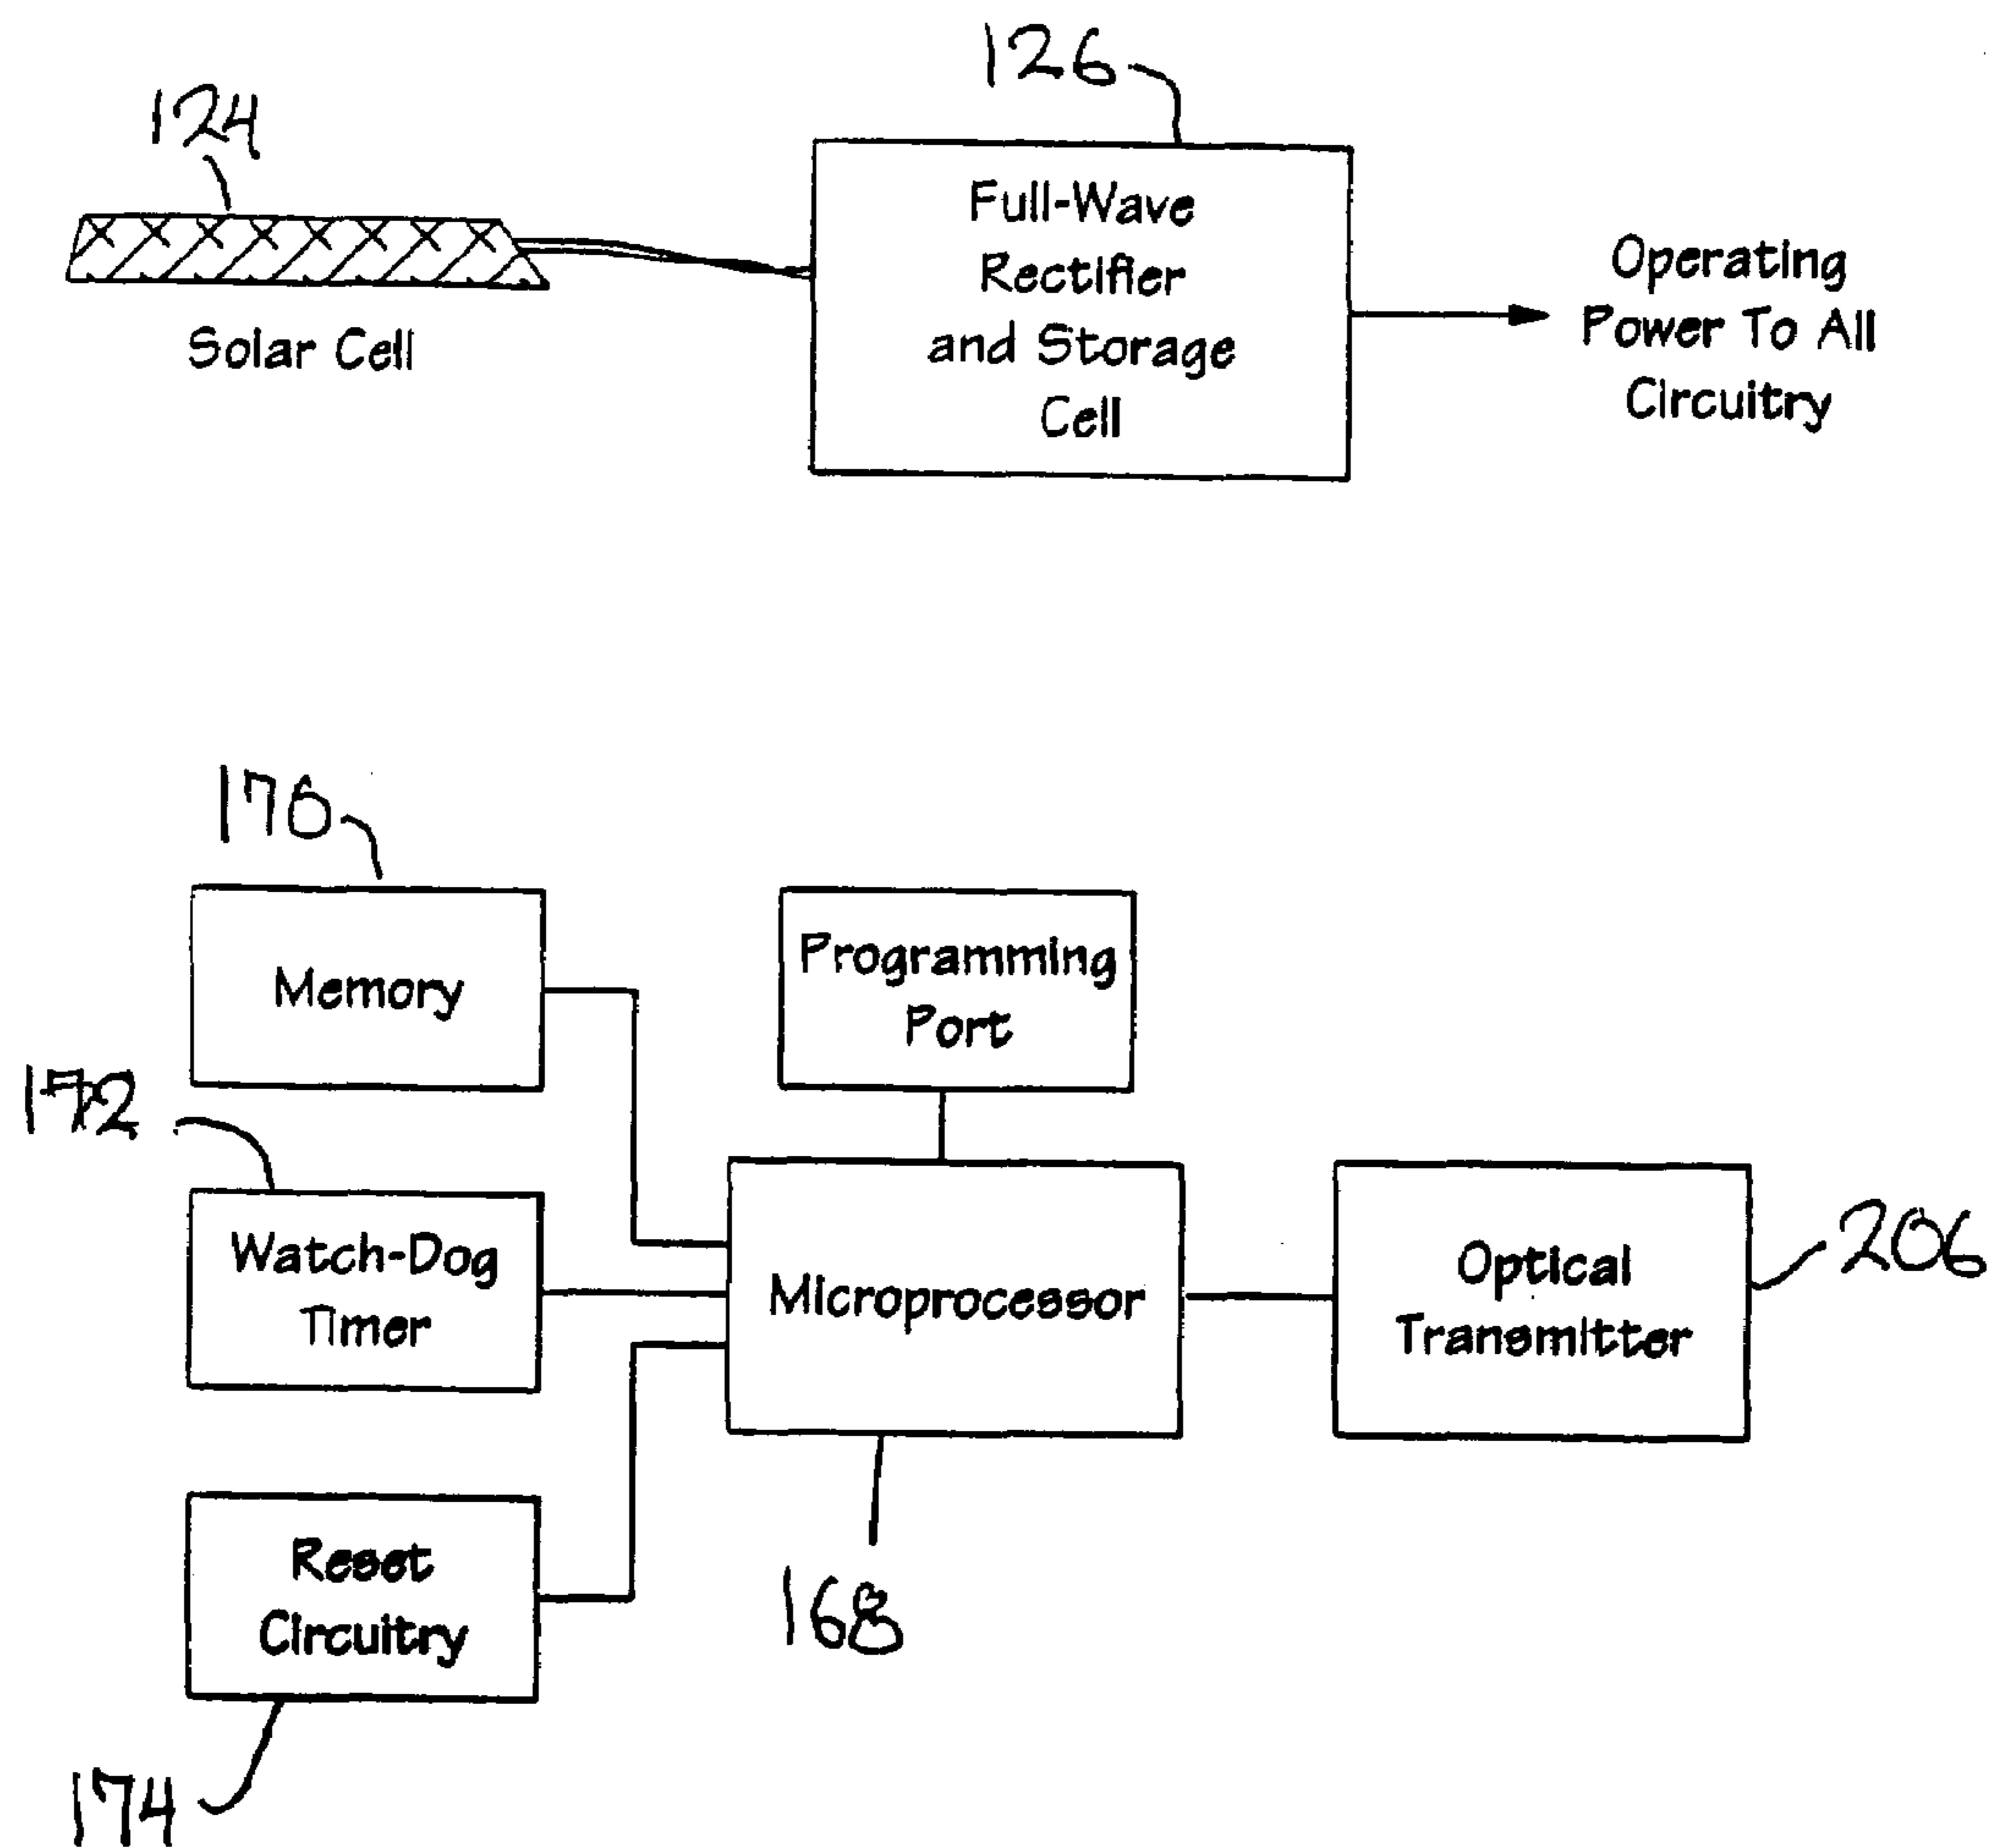 126
124
Full-Wave
Rectifier
and Storage
Cell
Operating
Power To All
Circuitry
Solar Cell
176
Memory
Programming
Port
172
Watch-Dog
Timer
Microprocessor
Optical
Transmitter
206
Reset
Circuitry
168
174